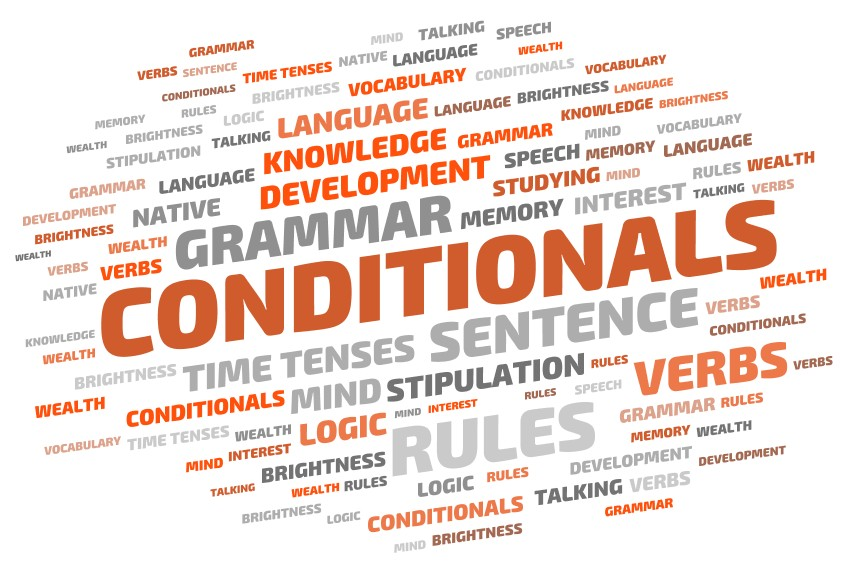 MIND TALKING SPEECH
GRAMMAR NATIVE LANGUAGE WEALTH
VERBS SENTENCE TIME TENSES VOCABULARY CONDITIONALS VOCABULARY
CONDITIONALS BRIGHTNESS LANGUAGE BRIGHTNESS LANGUAGE
MEMORY RULES LOGIC LANGUAGE KNOWLEDGE BRIGHTNESS
WEALTH BRIGHTNESS TALKING KNOWLEDGE GRAMMAR MIND VOCABULARY
STIPULATION SPEECH MEMORY LANGUAGE
GRAMMAR LANGUAGE DEVELOPMENT STUDYING MIND RULES WEALTH
DEVELOPMENT NATIVE GRAMMAR MEMORY INTEREST TALKING VERBS
BRIGHTNESS WEALTH
WEALTH VERBS VERBS
NATIVE CONDITIONALS
KNOWLEDGE SENTENCE VERBS WEALTH
WEALTH BRIGHTNESS TIME TENSES CONDITIONALS
WEALTH CONDITIONALS MIND STIPULATION RULES VERBS VERBS
MIND INTEREST RULES SPEECH
VOCABULARY TIME TENSES WEALTH LOGIC RULES GRAMMAR RULES
MIND INTEREST MEMORY WEALTH
BRIGHTNESS DEVELOPMENT DEVELOPMENT
TALKING WEALTH RULES LOGIC RULES TALKING VERBS
BRIGHTNESS LOGIC CONDITIONALS GRAMMAR
MIND BRIGHTNESS